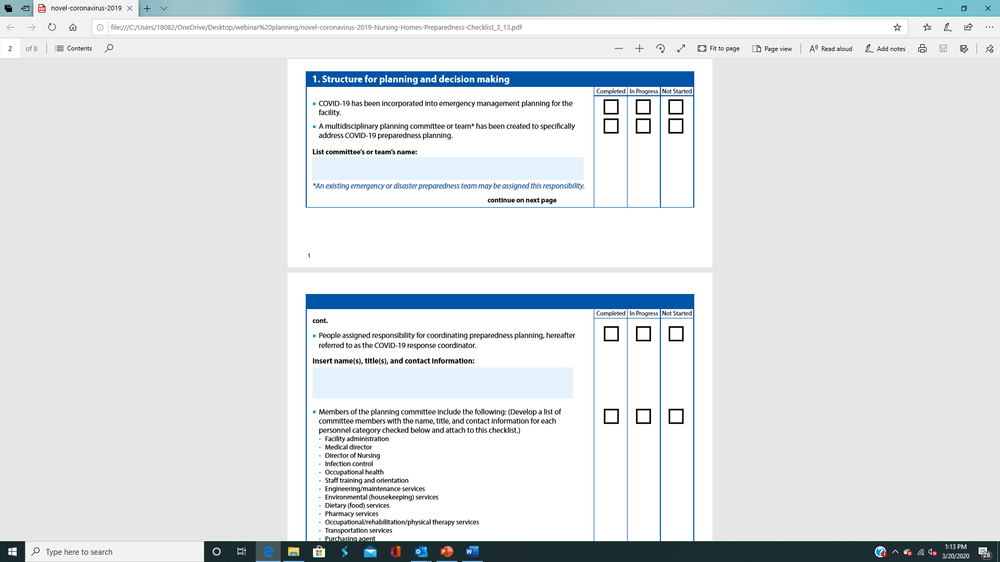 novel-coronavirus-2019
file:///C:/Users/18082/OneDrive/Desktop/webinar%20planning/novel-coronavirus-2019-Nursing-Homes-Preparedness-Checklist_3_13.pdf
2 of 8 Contents Fit to page Page view Read aloud Add notes
1. Structure for planning and decision making
Completed In Progress Not Started
▪ COVID-19 has been incorporated into emergency management planning for the
facility.
▪ A multidisciplinary planning committee or team* has been created to specifically
address COVID-19 preparedness planning.
List committee's or team's name:
*An existing emergency or disaster preparedness team may be assigned this responsibility.
continue on next page
1
Completed In Progress Not Started
cont.
▪ People assigned responsibility for coordinating preparedness planning, hereafter
referred to as the COVID-19 response coordinator.
Insert name(s), title(s), and contact information:
▪ Members of the planning committee include the following: (Develop a list of
committee members with the name, title, and contact information for each
personnel category checked below and attach to this checklist.)
- Facility administration
- Medical director
- Director of Nursing
- Infection control
- Occupational health
- Staff training and orientation
- Engineering/maintenance services
- Environmental (housekeeping) services
- Dietary (food) services
- Pharmacy services
- Occupational/rehabilitation/physical therapy services
- Transportation services
- Purchasing agent
Type here to search
1:13 PM
3/20/2020
28